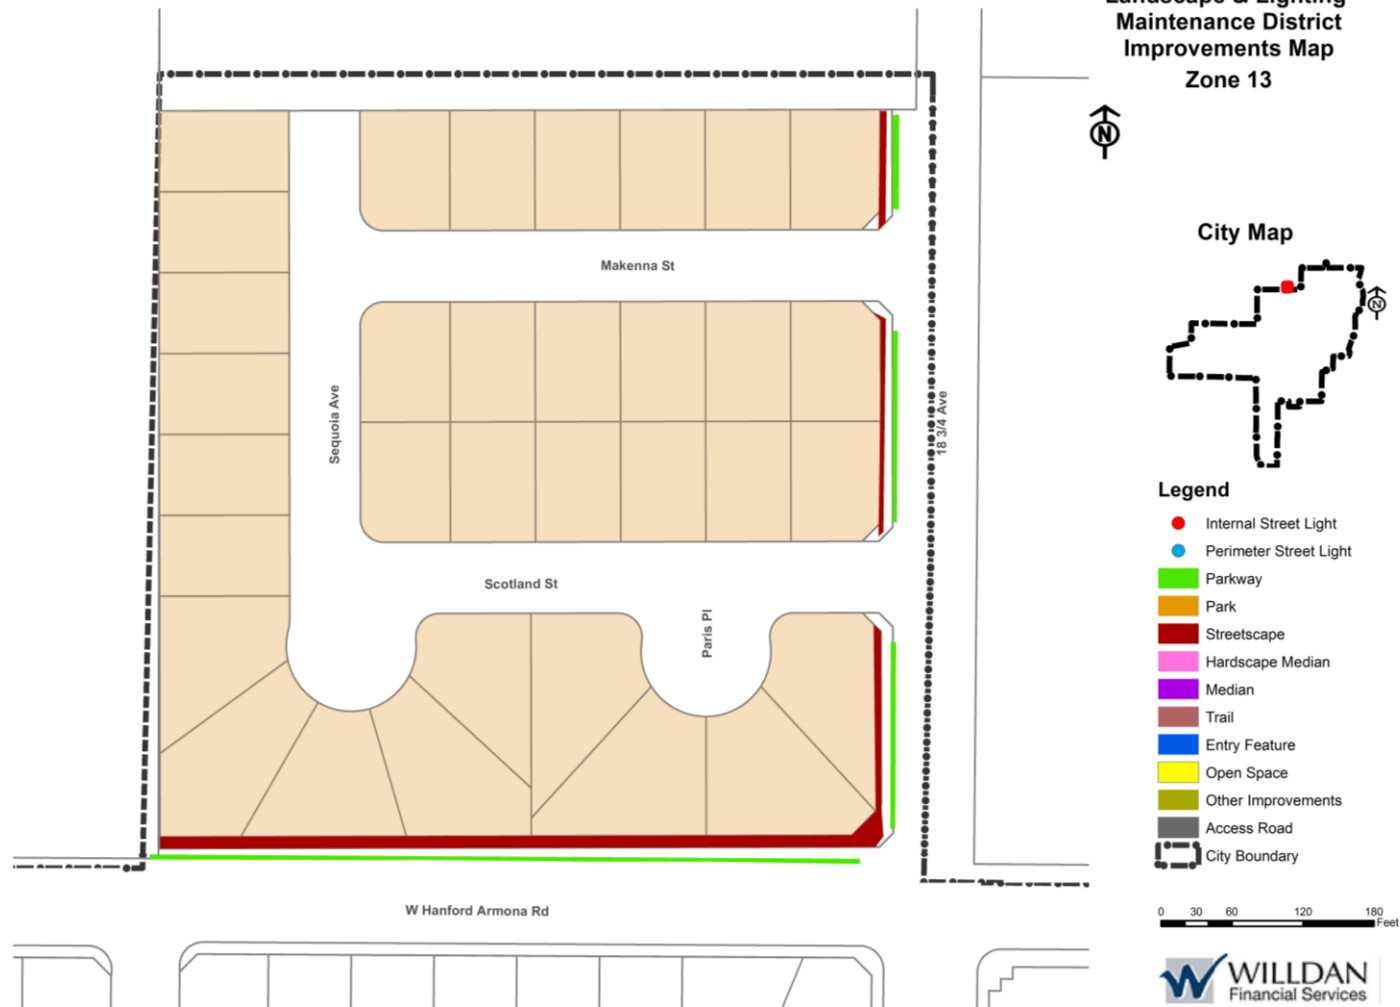 Landscape & Lighting
Maintenance District
Improvements Map
Zone 13
N
Makenna St
City Map
N
Sequoia Ave
18 3/4 Ave
Legend
Internal Street Light
Perimeter Street Light
Parkway
Park
Streetscape
Hardscape Median
Median
Trail
Entry Feature
Open Space
Other Improvements
Access Road
City Boundary
Scotland St
Paris Pl
W Hanford Armona Rd
0 30 60 120 180
Feet
WILLDAN
Financial Services